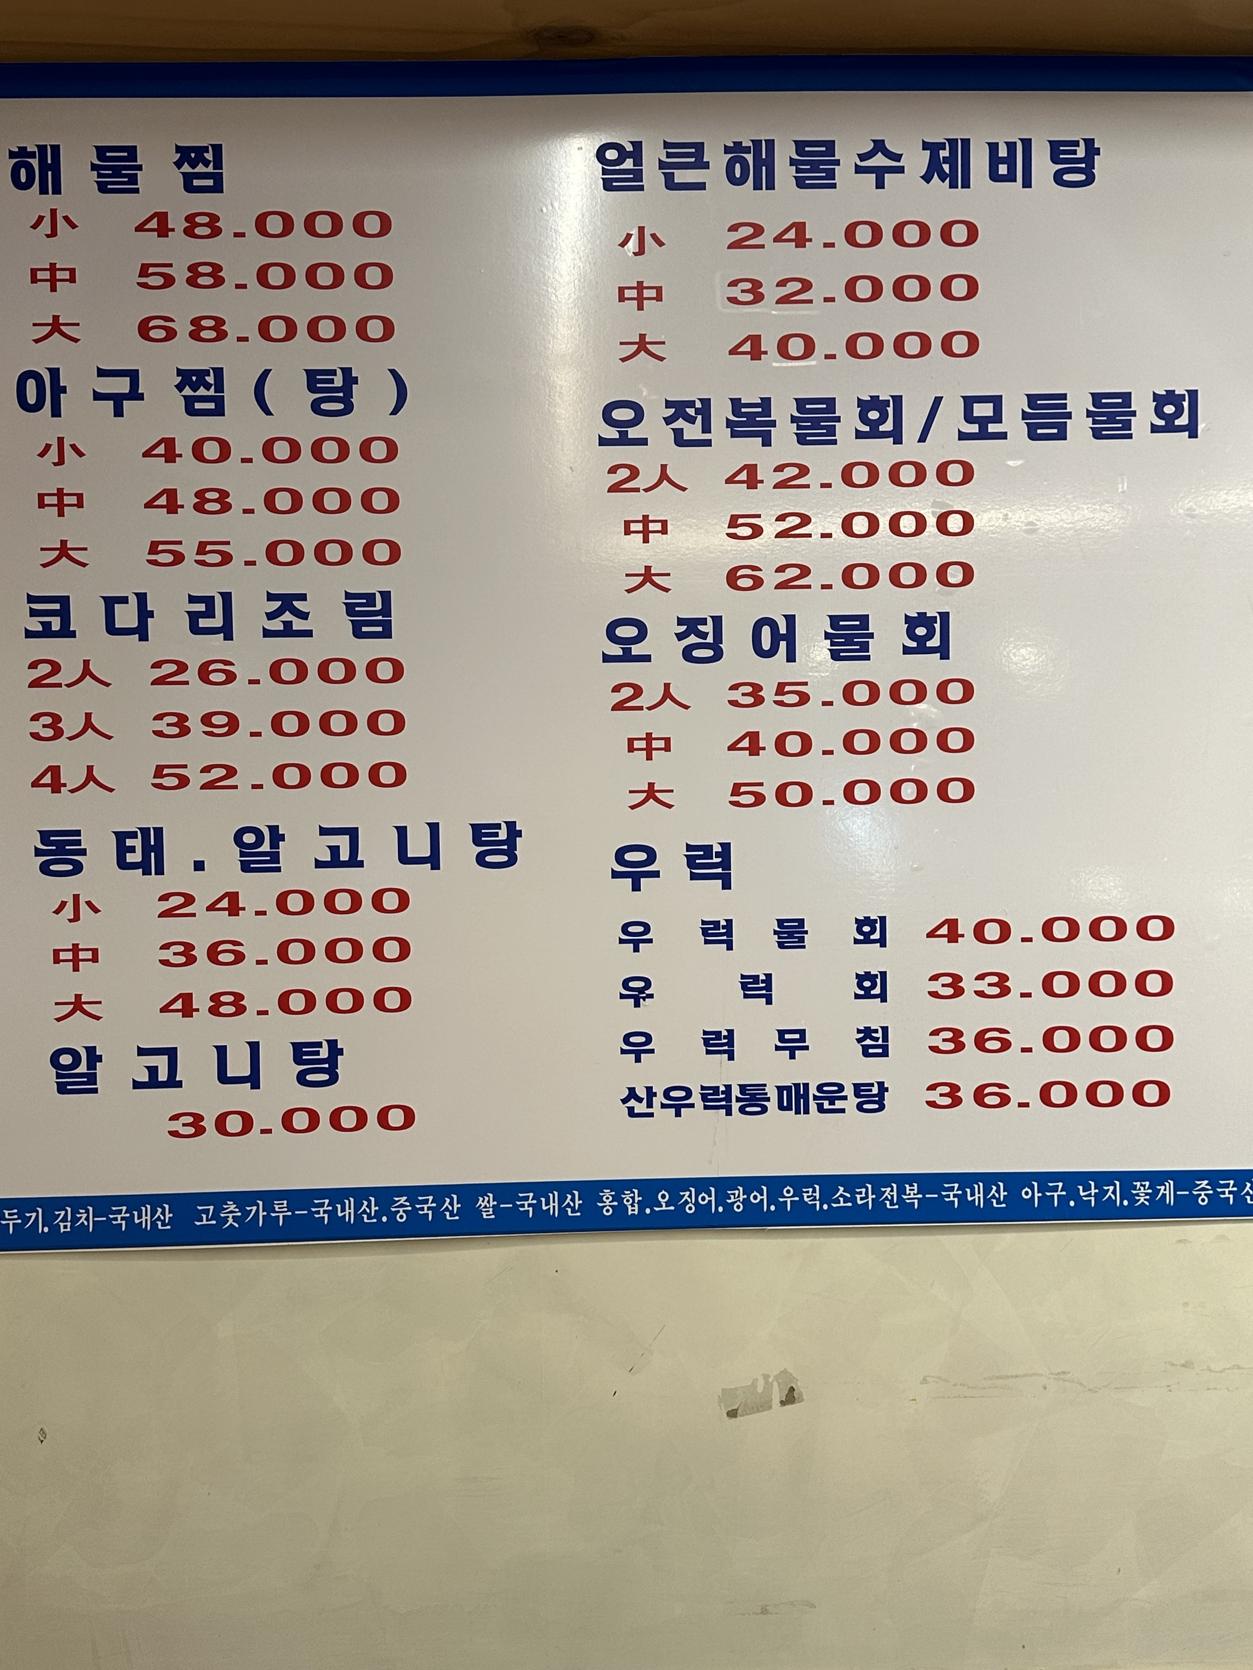 해물찜
小 48.000
中 58.000
大 68.000
아구찜(탕)
小 40.000
中 48.000
大 55.000
코다리조림
2人 26.000
3人 39.000
4人 52.000
동태.알고니탕
小 24.000
中 36.000
大 48.000
알고니탕
30.000
얼큰해물수제비탕
小 24.000
中 32.000
大 40.000
오전복물회/모듬물회
2人 42.000
中 52.000
大 62.000
오징어물회
2人 35.000
中 40.000
大 50.000
우럭
우럭물회 40.000
우럭회 33.000
우럭무침 36.000
산우럭통매운탕 36.000
두기.김치-국내산 고춧가루-국내산.중국산 쌀-국내산 홍합.오징어.광어.우럭.소라전복-국내산 아구.낙지.꽃게-중국산